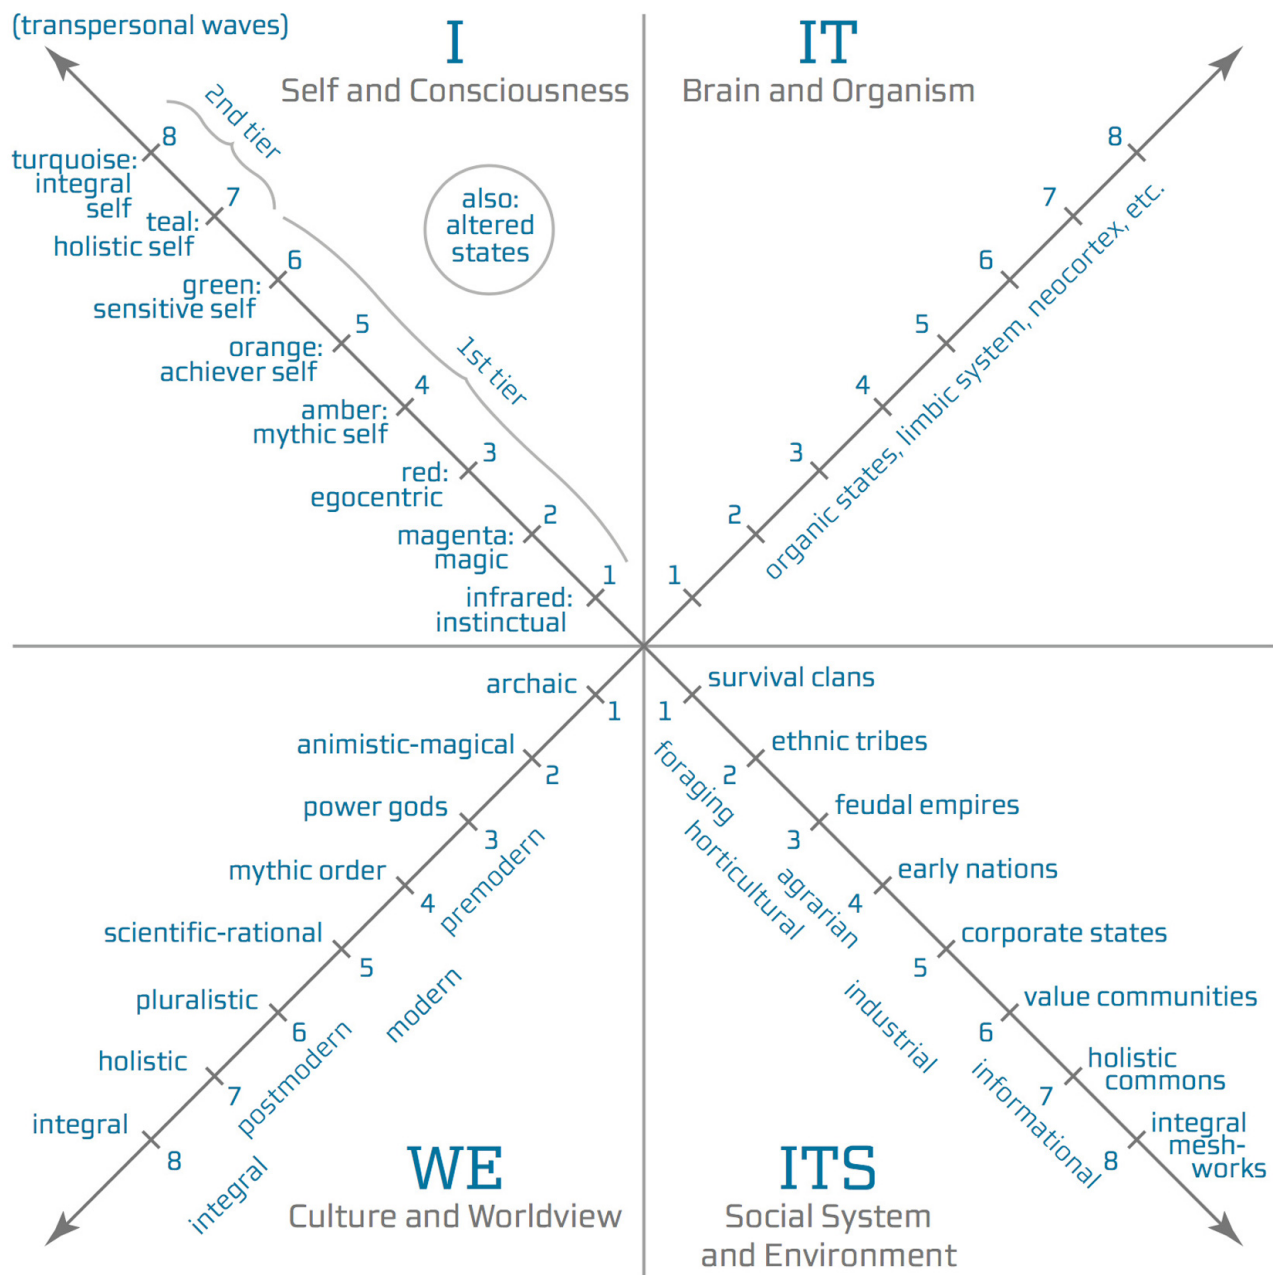 (transpersonal waves)
I
Self and Consciousness
2nd tier
8
turquoise:
integral
self
7
teal:
holistic self
also:
altered
states
6
green:
sensitive self
5
orange:
achiever self
1st tier
4
amber:
mythic self
3
red:
egocentric
2
magenta:
magic
1
infrared:
instinctual
IT
Brain and Organism
8
7
6
5
4
3
2
1
organic states, limbic system, neocortex, etc.
archaic
1
animistic-magical
2
power gods
3
premodern
mythic order
4
scientific-rational
5
modern
pluralistic
6
postmodern
holistic
7
integral
8
integral
WE
Culture and Worldview
survival clans
1
foraging
ethnic tribes
2
horticultural
feudal empires
3
agrarian
early nations
4
corporate states
5
industrial
value communities
6
informational
holistic
commons
7
integral
mesh-
works
8
ITS
Social System
and Environment